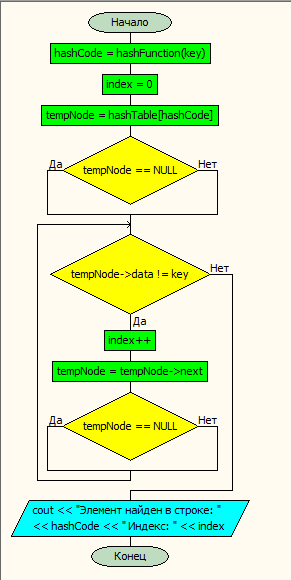 Начало
hashCode = hashFunction(key)
index = 0
tempNode = hashTable[hashCode]
Да
Нет
tempNode == NULL
tempNode->data != key
Нет
Да
index++
tempNode = tempNode->next
Да
Нет
tempNode == NULL
cout << "Элемент найден в строке: "
<< hashCode << "Индекс: " << index
Конец